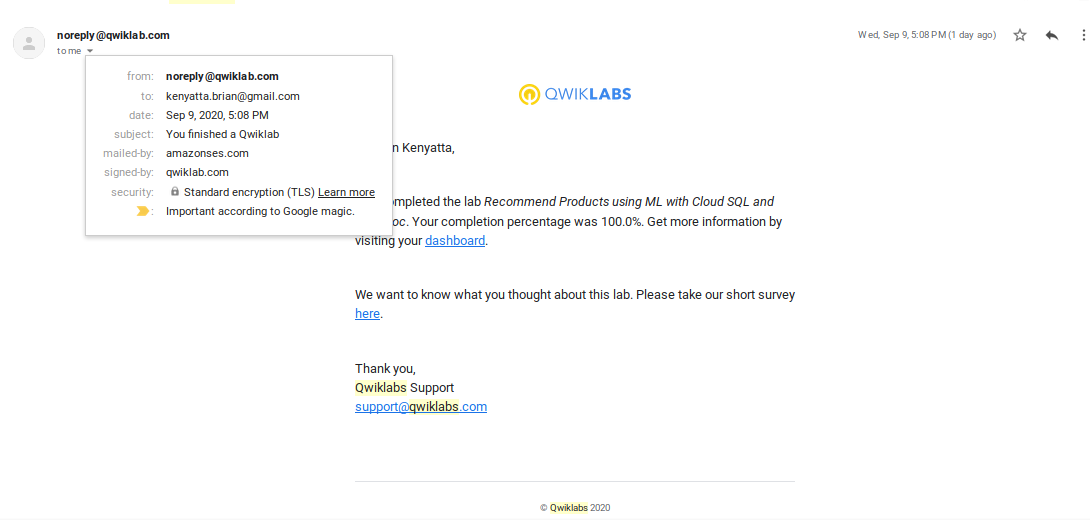 noreply@qwiklab.com
Wed, Sep 9, 5:08 PM (1 day ago)
to me
from: noreply@qwiklab.com
to: kenyatta.brian@gmail.com
date: Sep 9, 2020, 5:08 PM
subject: You finished a Qwiklab
mailed-by: amazonses.com
signed-by: qwiklab.com
security: Standard encryption (TLS) Learn more
: Important according to Google magic.
QWIKLABS
n Kenyatta,
mpleted the lab Recommend Products using ML with Cloud SQL and
oc. Your completion percentage was 100.0%. Get more information by
visiting your dashboard.
We want to know what you thought about this lab. Please take our short survey
here.
Thank you,
Qwiklabs Support
support@qwiklabs.com
© Qwiklabs 2020